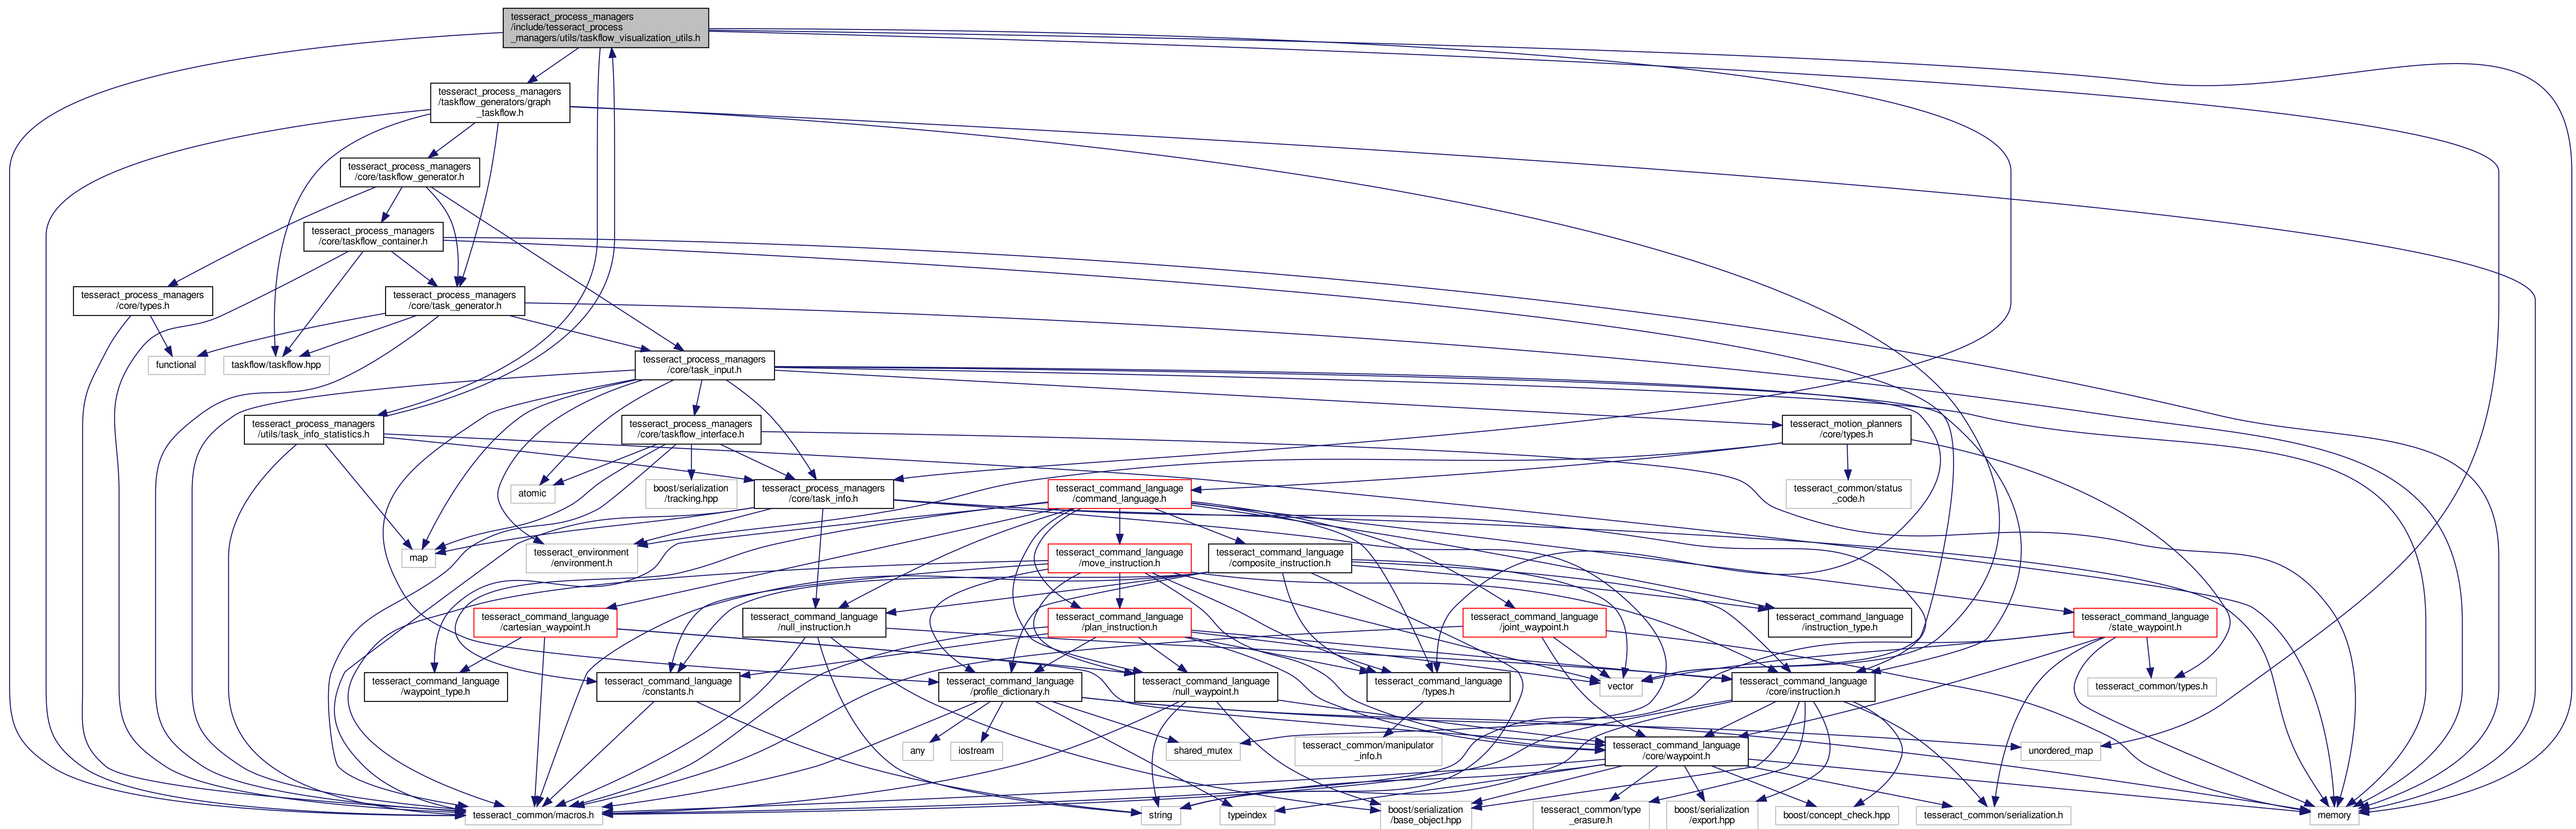 tesseract_process_managers
/include/tesseract_process
_managers/utils/taskflow_visualization_utils.h
tesseract_process_managers
/taskflow_generators/graph
_taskflow.h
tesseract_process_managers
/core/taskflow_generator.h
tesseract_process_managers
/core/taskflow_container.h
tesseract_process_managers
/core/types.h
tesseract_process_managers
/core/task_generator.h
functional
taskflow/taskflow.hpp
tesseract_process_managers
/core/task_input.h
tesseract_process_managers
/utils/task_info_statistics.h
tesseract_process_managers
/core/taskflow_interface.h
tesseract_motion_planners
/core/types.h
atomic
boost/serialization
/tracking.hpp
tesseract_process_managers
/core/task_info.h
tesseract_command_language
/command_language.h
tesseract_common/status
_code.h
map
tesseract_environment
/environment.h
tesseract_command_language
/move_instruction.h
tesseract_command_language
/composite_instruction.h
tesseract_command_language
/cartesian_waypoint.h
tesseract_command_language
/null_instruction.h
tesseract_command_language
/plan_instruction.h
tesseract_command_language
/joint_waypoint.h
tesseract_command_language
/instruction_type.h
tesseract_command_language
/state_waypoint.h
tesseract_command_language
/waypoint_type.h
tesseract_command_language
/constants.h
tesseract_command_language
/profile_dictionary.h
tesseract_command_language
/null_waypoint.h
tesseract_command_language
/types.h
vector
tesseract_command_language
/core/instruction.h
tesseract_common/types.h
any
iostream
shared_mutex
tesseract_common/manipulator
_info.h
tesseract_command_language
/core/waypoint.h
unordered_map
tesseract_common/macros.h
string
typeindex
boost/serialization
/base_object.hpp
tesseract_common/type
_erasure.h
boost/serialization
/export.hpp
boost/concept_check.hpp
tesseract_common/serialization.h
memory